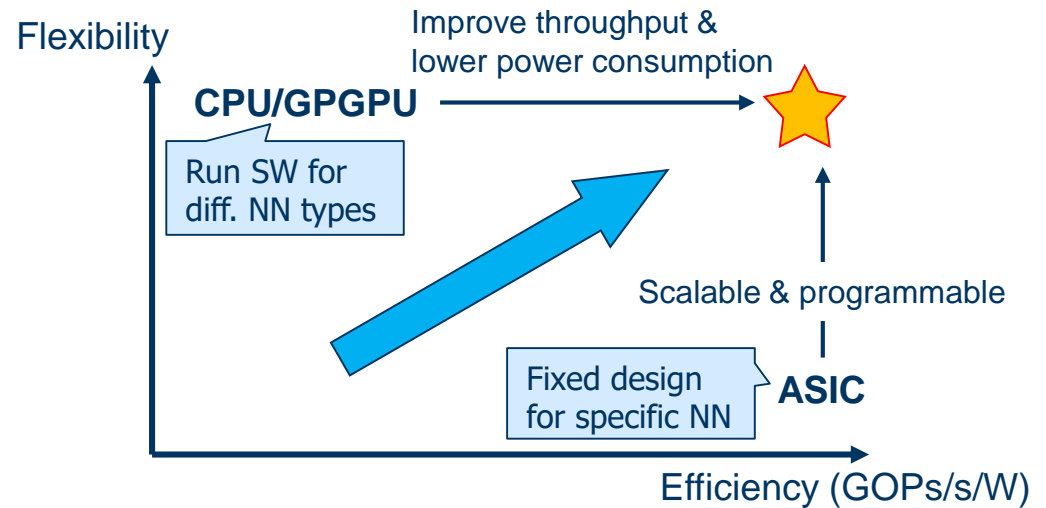 Flexibility
Improve throughput &
lower power consumption
CPU/GPGPU
Run SW for
diff. NN types
Scalable & programmable
Fixed design
for specific NN
ASIC
Efficiency (GOPs/s/W)